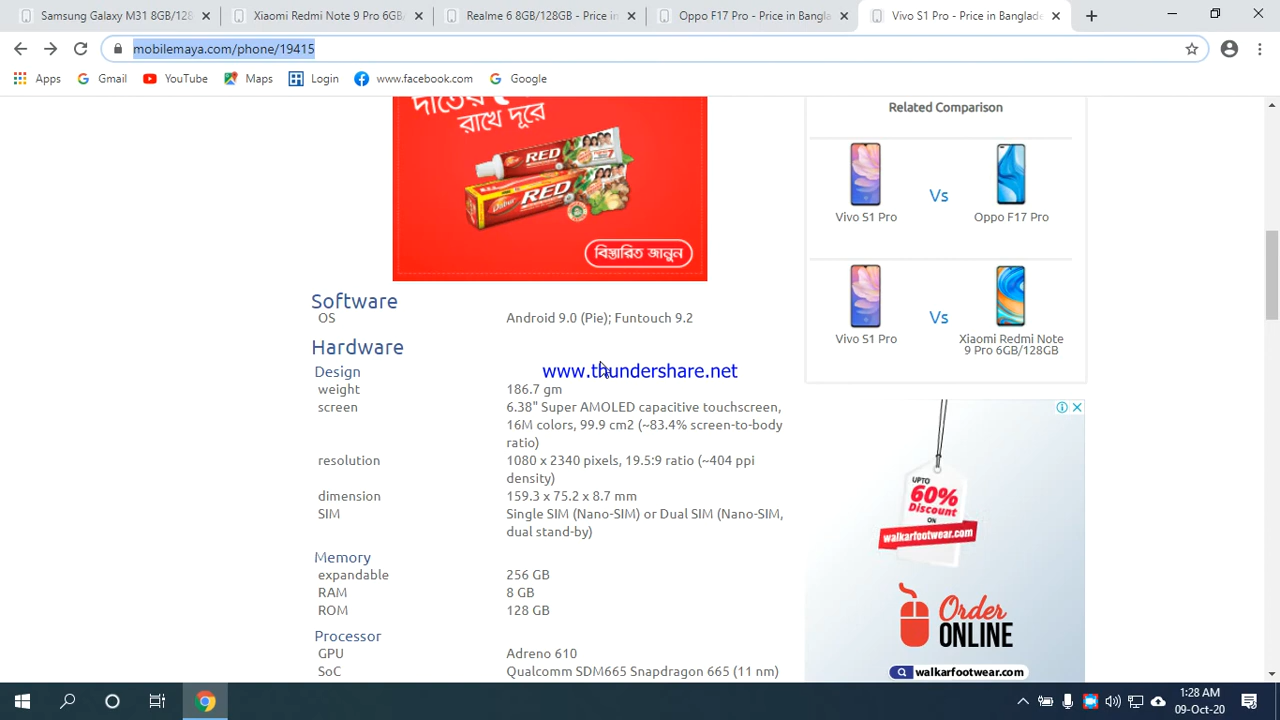 Samsung Galaxy M31 8GB/128
Xiaomi Redmi Note 9 Pro 6GB/
Realme 6 8GB/128GB - Price in
Oppo F17 Pro - Price in Bangla
Vivo S1 Pro - Price in Banglade
mobilemaya.com/phone/19415
Apps
Gmail
YouTube
Maps
Login
www.facebook.com
Google
রাখে দূরে
RED
Dabur RED
বিস্তারিত জানুন
Related Comparison
Vivo S1 Pro
Vs
Oppo F17 Pro
Vivo S1 Pro
Vs
Xiaomi Redmi Note
9 Pro 6GB/128GB
Software
OS Android 9.0 (Pie); Funtouch 9.2
Hardware
www.thundershare.net
Design
weight 186.7 gm
screen 6.38" Super AMOLED capacitive touchscreen,
16M colors, 99.9 cm2 (~83.4% screen-to-body
ratio)
resolution 1080 x 2340 pixels, 19.5:9 ratio (~404 ppi
density)
dimension 159.3 x 75.2 x 8.7 mm
SIM Single SIM (Nano-SIM) or Dual SIM (Nano-SIM,
dual stand-by)
Memory
expandable 256 GB
RAM 8 GB
ROM 128 GB
Processor
GPU Adreno 610
SoC Qualcomm SDM665 Snapdragon 665 (11 nm)
UPTO
60%
Discount
ON
walkarfootwear.com
Order
ONLINE
walkarfootwear.com
1:28 AM
09-Oct-20